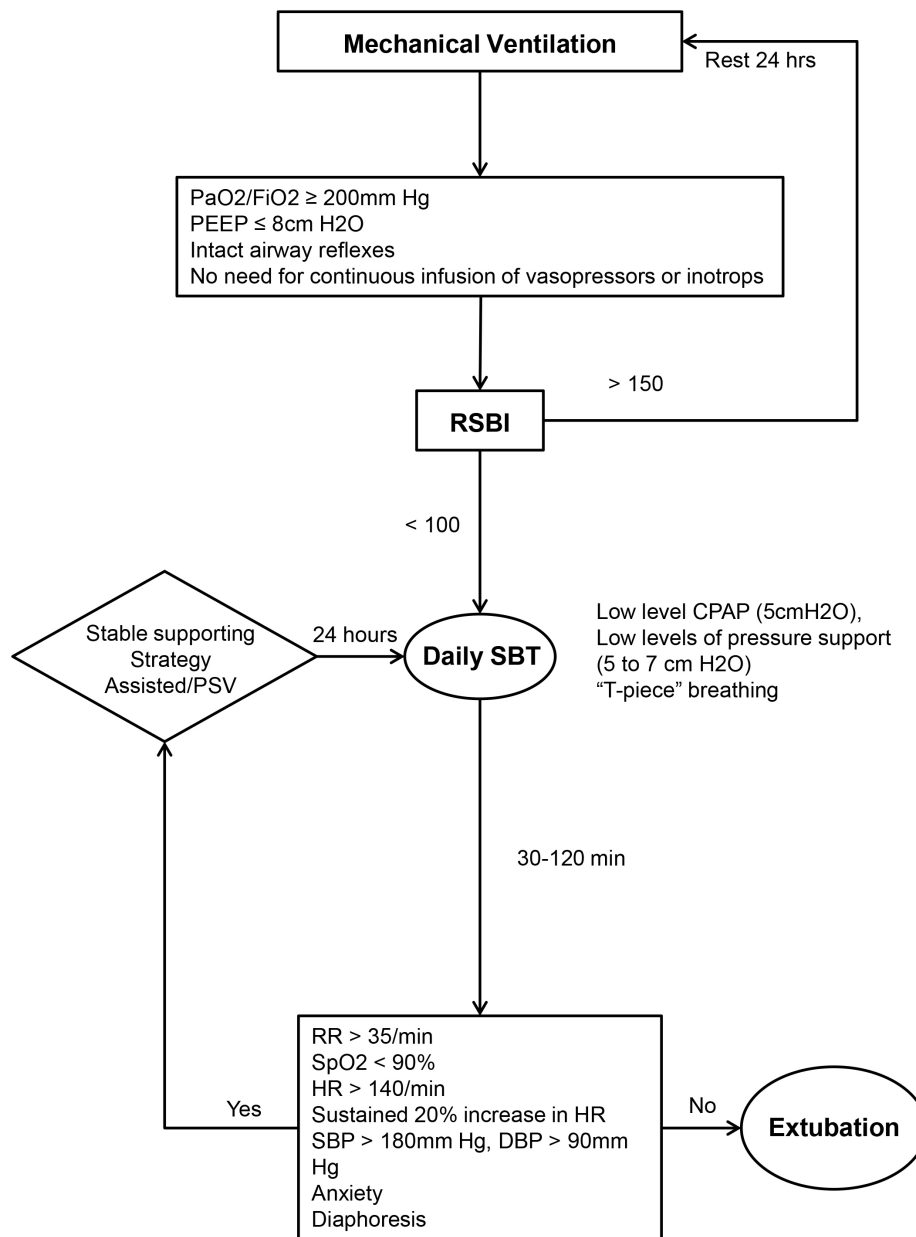 Mechanical Ventilation
Rest 24 hrs
PaO2/FiO2 ≥ 200mm Hg
PEEP ≤ 8cm H2O
Intact airway reflexes
No need for continuous infusion of vasopressors or inotrops
> 150
RSBI
< 100
Stable supporting
Strategy
Assisted/PSV
24 hours
Daily SBT
Low level CPAP (5cmH2O),
Low levels of pressure support
(5 to 7 cm H2O)
“T-piece” breathing
30-120 min
RR > 35/min
SpO2 < 90%
HR > 140/min
Sustained 20% increase in HR
SBP > 180mm Hg, DBP > 90mm
Hg
Anxiety
Diaphoresis
Yes
No
Extubation